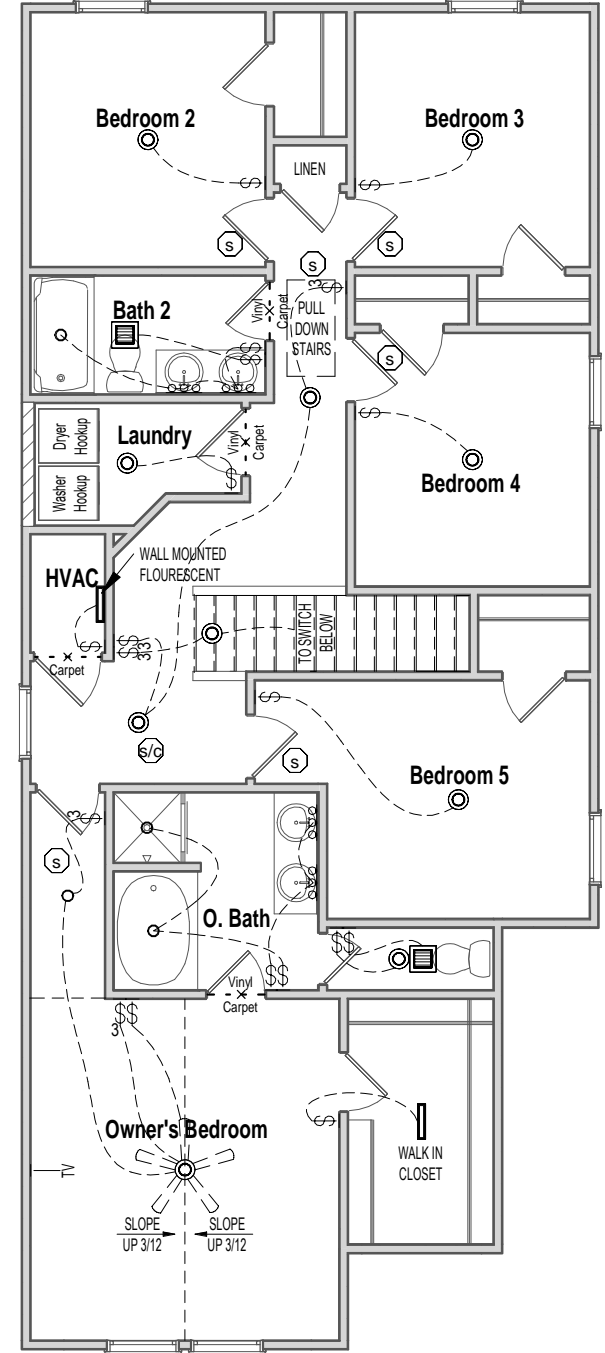 Bedroom 2
Bedroom 3
LINEN
$
$
S
S
S
3
$
Bath 2
Vinyl
Carpet
PULL
DOWN
STAIRS
$$
S
$
Laundry
Dryer
Hookup
Vinyl
Carpet
Washer
Hookup
$
Bedroom 4
WALL MOUNTED
FLOURESCENT
HVAC
$
$$
3 3
TO SWITCH
BELOW
Carpet
$
s/c
S
Bedroom 5
3
$
S
O. Bath
$$
$$
Vinyl
Carpet
$$
3
Owner's Bedroom
$
WALK IN
CLOSET
TV
SLOPE
UP 3/12
SLOPE
UP 3/12